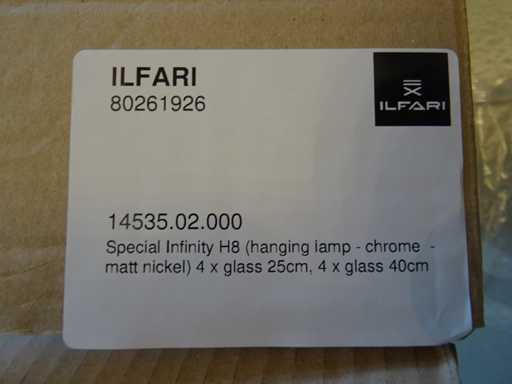 ILFARI
80261926
ILFARI
14535.02.000
Special Infinity H8 (hanging lamp - chrome -
matt nickel) 4 x glass 25cm, 4 x glass 40cm